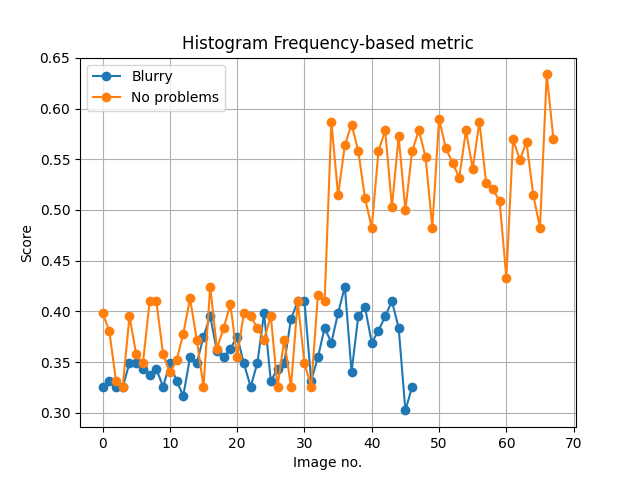 Histogram Frequency-based metric
Blurry
No problems
Score
0.65
0.60
0.55
0.50
0.45
0.40
0.35
0.30
0 10 20 30 40 50 60 70
Image no.